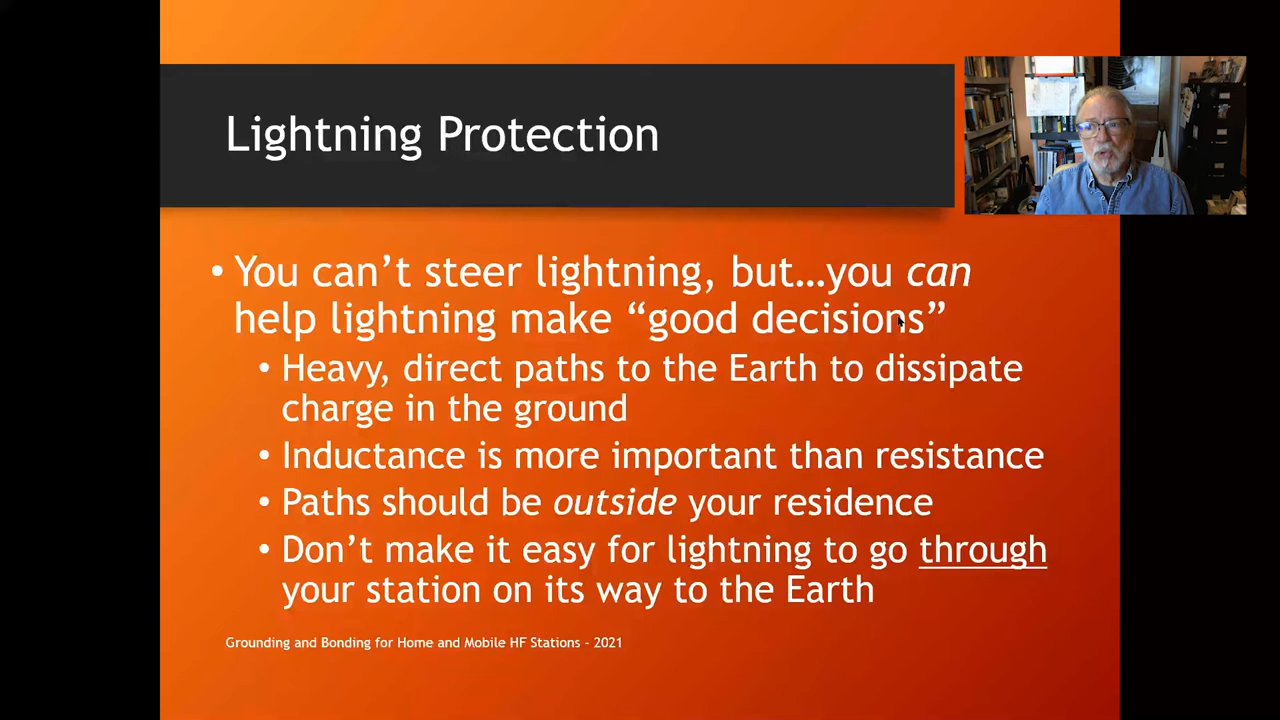 Lightning Protection
• You can’t steer lightning, but…you can
help lightning make “good decisions”
• Heavy, direct paths to the Earth to dissipate
charge in the ground
• Inductance is more important than resistance
• Paths should be outside your residence
• Don’t make it easy for lightning to go through
your station on its way to the Earth
Grounding and Bonding for Home and Mobile HF Stations - 2021